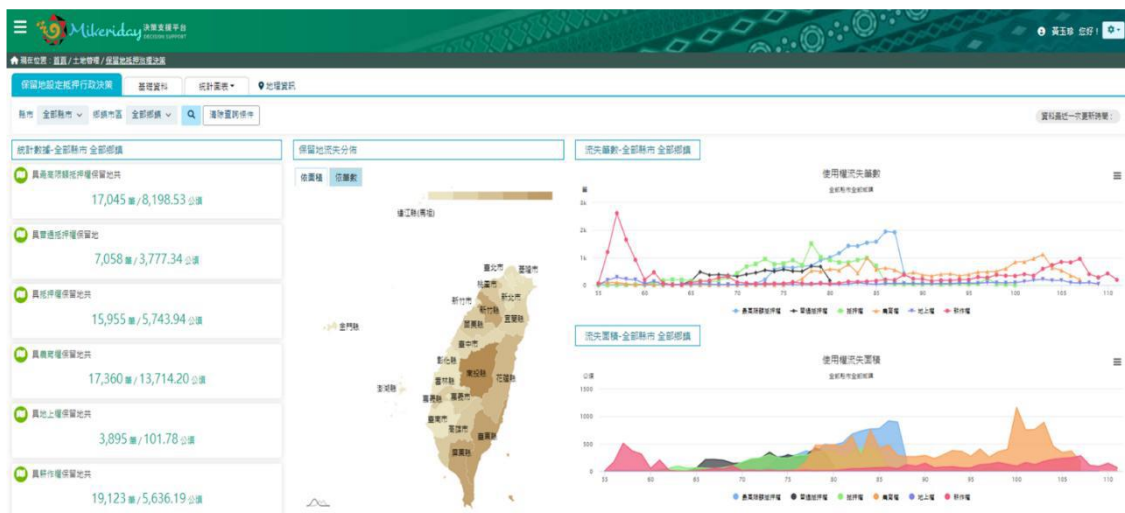 Mikeriday 決策支援平台
DECISION SUPPORT
黃玉珍 您好!
現在位置:首頁/土地管理/保留地抵押治理決策
保留地設定抵押行政決策 基礎資料 統計圖表 地理資訊
縣市 全部縣市 鄉鎮市區 全部鄉鎮 清除查詢條件
資料最近一次更新時間:
統計數據-全部縣市 全部鄉鎮
具最高限額抵押權保留地共
17,045 筆/8,198.53 公頃
具普通抵押權保留地
7,058 筆/3,777.34 公頃
具抵押權保留地共
15,955 筆/5,743.94 公頃
具農育權保留地共
17,360 筆/13,714.20 公頃
具地上權保留地共
3,895 筆/101.78 公頃
具耕作權保留地共
19,123 筆/5,636.19 公頃
保留地流失分佈
依面積 依筆數
連江縣(馬祖)
臺北市
基隆市
桃園市
新北市
新竹市
新竹縣
宜蘭縣
苗栗縣
金門縣
臺中市
彰化縣
南投縣
花蓮縣
澎湖縣
雲林縣
嘉義縣
嘉義市
臺南市
高雄市
臺東縣
屏東縣
流失筆數-全部縣市 全部鄉鎮
使用權流失筆數
全部縣市全部鄉鎮
筆
3k
2k
1k
0
55 60 65 70 75 80 85 90 95 100 105 110
最高限額抵押權 普通抵押權 抵押權 農育權 地上權 耕作權
流失面積-全部縣市 全部鄉鎮
使用權流失面積
全部縣市全部鄉鎮
公頃
1500
1000
500
0
55 60 65 70 75 80 85 90 95 100 105 110
最高限額抵押權 普通抵押權 抵押權 農育權 地上權 耕作權